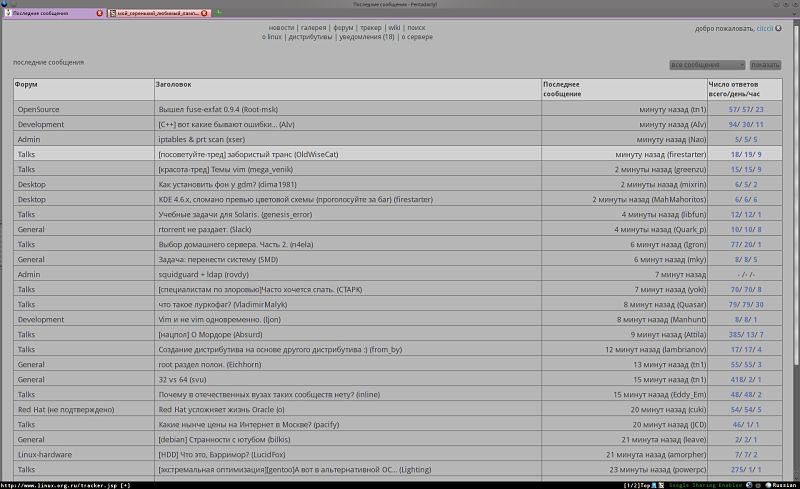 Последние сообщения - Pentadactyl
Последние сообщения
новости | галерея | форум | трекер | wiki | поиск
о linux | дистрибутивы | уведомления (18) | о сервере
добро пожаловать,
последние сообщения
все сообщения показать
Форум Заголовок Последнее сообщение Число ответов всего/день/час
OpenSource Вышел fuse-exfat 0.9.4 (Root-msk) минуту назад (tn1) 57/ 57/ 23
Development [C++] вот какие бывают ошибки... (Alv) минуту назад (Alv) 94/ 30/ 11
Admin iptables & prt scan (xser) минуту назад (Nao) 5/ 5/ 5
Talks [посоветуйте-тред] забористый транс (OldWiseCat) минуту назад (firestarter) 18/ 19/ 9
Talks [красота-тред] Темы vim (mega_venik) 2 минуты назад (greenzu) 15/ 15/ 9
Desktop Как установить фон у gdm? (dima1981) 2 минуты назад (mixrin) 6/ 5/ 2
Desktop KDE 4.6.x, сломано превью цветовой схемы (проголосуйте за баг) (firestarter) 2 минуты назад (MahMahoritos) 6/ 6/ 6
Talks Учебные задачи для Solaris. (genesis_error) 4 минуты назад (libfun) 12/ 12/ 1
General rtorrent не раздает. (Slack) 4 минуты назад (Quark_p) 10/ 10/ 8
Talks Выбор домашнего сервера. Часть 2. (n4ela) 6 минут назад (Igron) 77/ 20/ 1
General Задача: перенести систему (SMD) 6 минут назад (mky) 8/ 8/ 5
Admin squidguard + ldap (rovdy) 7 минут назад - /- /-
Talks [специалистам по злоровью]Часто хочется спать. (CTAPK) 7 минут назад (yoki) 70/ 70/ 8
Talks что такое луркофаг? (VladimirMalyk) 8 минут назад (Quasar) 79/ 79/ 30
Development Vim и не vim одновременно. (Ijon) 8 минут назад (Manhunt) 8/ 8/ 1
Talks [нацпол] О Мордоре (Absurd) 9 минут назад (Attila) 385/ 13/ 7
Talks Создание дистрибутива на основе другого дистрибутива :) (from_by) 12 минут назад (lambrianov) 17/ 17/ 4
General root раздел полон. (Eichhorn) 13 минут назад (tn1) 55/ 55/ 3
General 32 vs 64 (svu) 15 минут назад (tn1) 418/ 2/ 1
Talks Почему в отечественных вузах таких сообществ нету? (inline) 15 минут назад (Eddy_Em) 48/ 48/ 2
Red Hat (не подтверждено) Red Hat усложняет жизнь Oracle (o) 20 минут назад (cuki) 54/ 54/ 5
Talks Какие нынче цены на Интернет в Москве? (pacify) 20 минут назад (JCD) 46/ 1/ 1
General [debian] Странности с ютубом (bilkis) 21 минута назад (leave) 2/ 2/ 1
Linux-hardware [HDD] Что это, Бэрримор? (LucidFox) 21 минута назад (amorpher) 7/ 7/ 2
Talks [экстремальная оптимизация][gentoo]А вот в альтернативной ОС... (Lighting) 23 минуты назад (powerpc) 275/ 1/ 1
http://www.linux.org.ru/tracker.jsp [+] [1/2]Top Google Sharing Enabled Russian